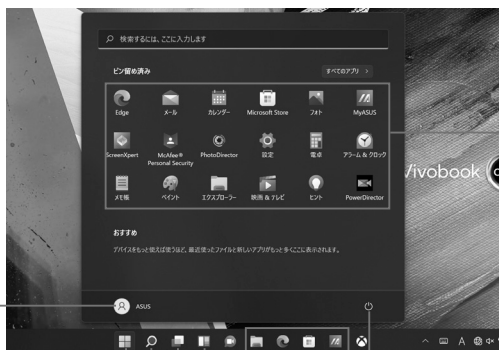 検索するには、ここに入力します
ピン留め済み
すべてのアプリ >
Edge
メール
カレンダー
Microsoft Store
フォト
MyASUS
ScreenXpert
McAfee® Personal Security
PhotoDirector
設定
電卓
アラーム & クロック
メモ帳
ペイント
エクスプローラー
映画 & テレビ
ヒント
PowerDirector
Vivobook
おすすめ
デバイスをもっと使えば使うほど、最近使ったファイルと新しいアプリがもっと多くここに表示されます。
ASUS
A